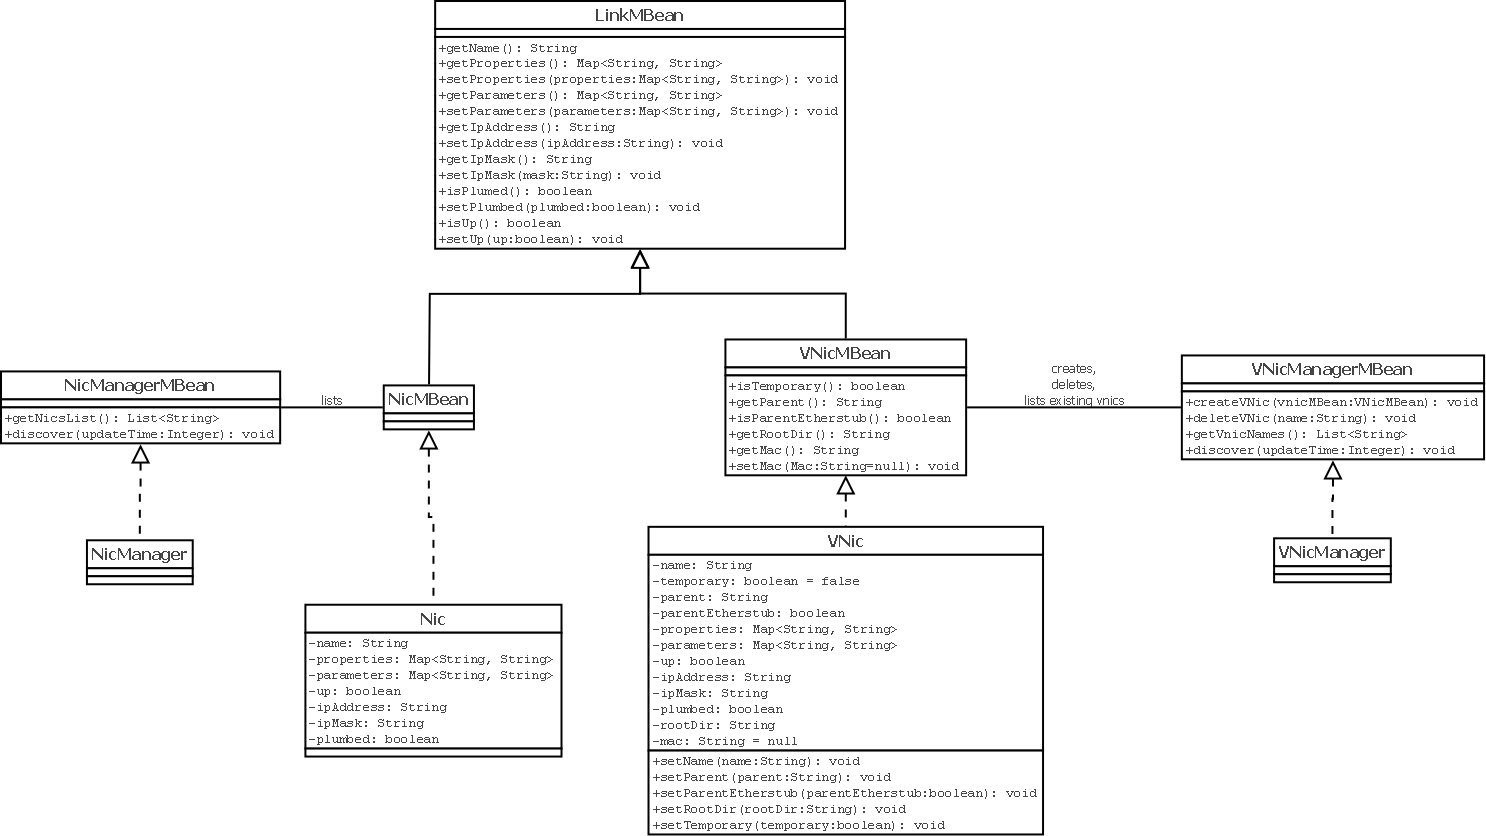 LinkMBean
+getName(): String
+getProperties(): Map<String, String>
+setProperties(properties:Map<String, String>): void
+getParameters(): Map<String, String>
+setParameters(parameters:Map<String, String>): void
+getIpAddress(): String
+setIpAddress(ipAddress:String): void
+getIpMask(): String
+setIpMask(mask:String): void
+isPlumed(): boolean
+setPlumbed(plumbed:boolean): void
+isUp(): boolean
+setUp(up:boolean): void
NicManagerMBean
+getNicsList(): List<String>
+discover(updateTime:Integer): void
lists
NicMBean
VNicMBean
+isTemporary(): boolean
+getParent(): String
+isParentEtherstub(): boolean
+getRootDir(): String
+getMac(): String
+setMac(Mac:String=null): void
creates,
deletes,
lists existing vnics
VNicManagerMBean
+createVNic(vnicMBean:VNicMBean): void
+deleteVNic(name:String): void
+getVnicNames(): List<String>
+discover(updateTime:Integer): void
NicManager
Nic
-name: String
-properties: Map<String, String>
-parameters: Map<String, String>
-up: boolean
-ipAddress: String
-ipMask: String
-plumbed: boolean
VNic
-name: String
-temporary: boolean = false
-parent: String
-parentEtherstub: boolean
-properties: Map<String, String>
-parameters: Map<String, String>
-up: boolean
-ipAddress: String
-ipMask: String
-plumbed: boolean
-rootDir: String
-mac: String = null
+setName(name:String): void
+setParent(parent:String): void
+setParentEtherstub(parentEtherstub:boolean): void
+setRootDir(rootDir:String): void
+setTemporary(temporary:boolean): void
VNicManager